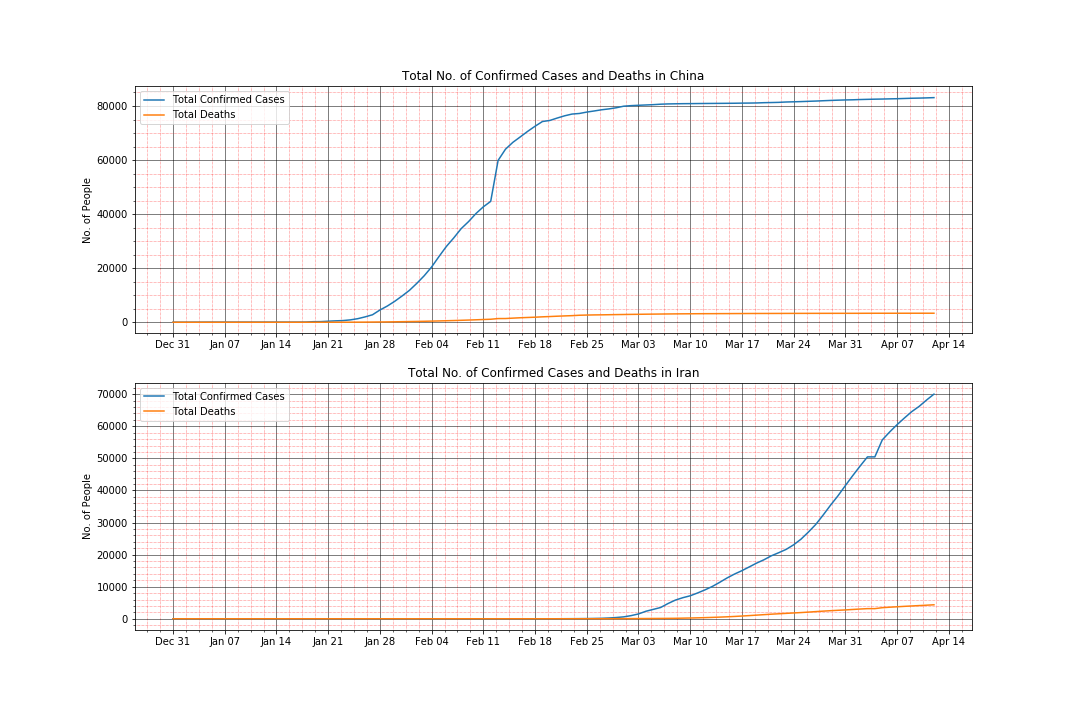 Total No. of Confirmed Cases and Deaths in China
Total Confirmed Cases
Total Deaths
No. of People
80000
60000
40000
20000
0
Dec 31 Jan 07 Jan 14 Jan 21 Jan 28 Feb 04 Feb 11 Feb 18 Feb 25 Mar 03 Mar 10 Mar 17 Mar 24 Mar 31 Apr 07 Apr 14
Total No. of Confirmed Cases and Deaths in Iran
Total Confirmed Cases
Total Deaths
No. of People
70000
60000
50000
40000
30000
20000
10000
0
Dec 31 Jan 07 Jan 14 Jan 21 Jan 28 Feb 04 Feb 11 Feb 18 Feb 25 Mar 03 Mar 10 Mar 17 Mar 24 Mar 31 Apr 07 Apr 14